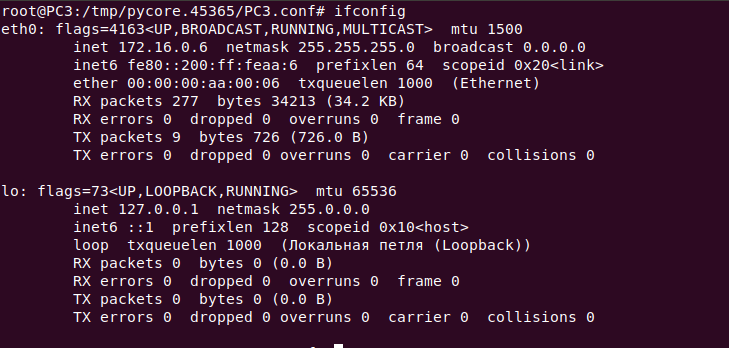 root@PC3:/tmp/pycore.45365/PC3.conf# ifconfig
eth0: flags=4163<UP,BROADCAST,RUNNING,MULTICAST>  mtu 1500
        inet 172.16.0.6  netmask 255.255.255.0  broadcast 0.0.0.0
        inet6 fe80::200:ff:feaa:6  prefixlen 64  scopeid 0x20<link>
        ether 00:00:00:aa:00:06  txqueuelen 1000  (Ethernet)
        RX packets 277  bytes 34213 (34.2 KB)
        RX errors 0  dropped 0  overruns 0  frame 0
        TX packets 9  bytes 726 (726.0 B)
        TX errors 0  dropped 0 overruns 0  carrier 0  collisions 0

lo: flags=73<UP,LOOPBACK,RUNNING>  mtu 65536
        inet 127.0.0.1  netmask 255.0.0.0
        inet6 ::1  prefixlen 128  scopeid 0x10<host>
        loop  txqueuelen 1000  (Локальная петля (Loopback))
        RX packets 0  bytes 0 (0.0 B)
        RX errors 0  dropped 0  overruns 0  frame 0
        TX packets 0  bytes 0 (0.0 B)
        TX errors 0  dropped 0 overruns 0  carrier 0  collisions 0